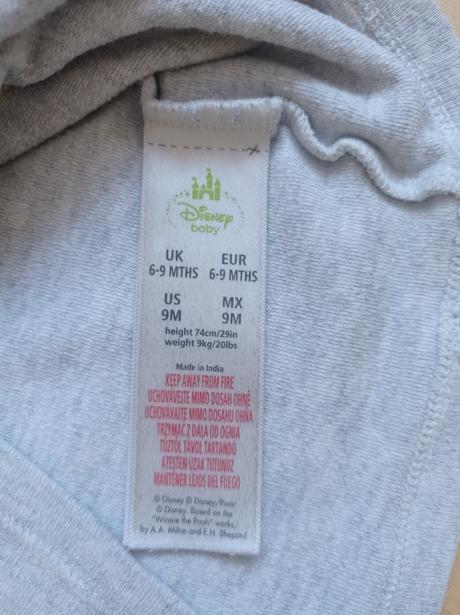 Disney
baby
UK EUR
6-9 MTHS 6-9 MTHS
US MX
9M 9M
height 74cm/29in
weight 9kg/20lbs
Made in India
KEEP AWAY FROM FIRE
UCHOVÁVEJTE MIMO DOSAH OHNĚ
UCHOVÁVAJTE MIMO DOSAHU OHŇA
TRZYMAĆ Z DALA OD OGNIA
TŰZTŐL TÁVOL TARTANDÓ
ATEŞTEN UZAK TUTUNUZ
MANTÉNER LEJOS DEL FUEGO
© Disney © Disney/Pixar
© Disney. Based on the
"Winnie the Pooh" works,
by A.A. Milne and E.H. Shepard